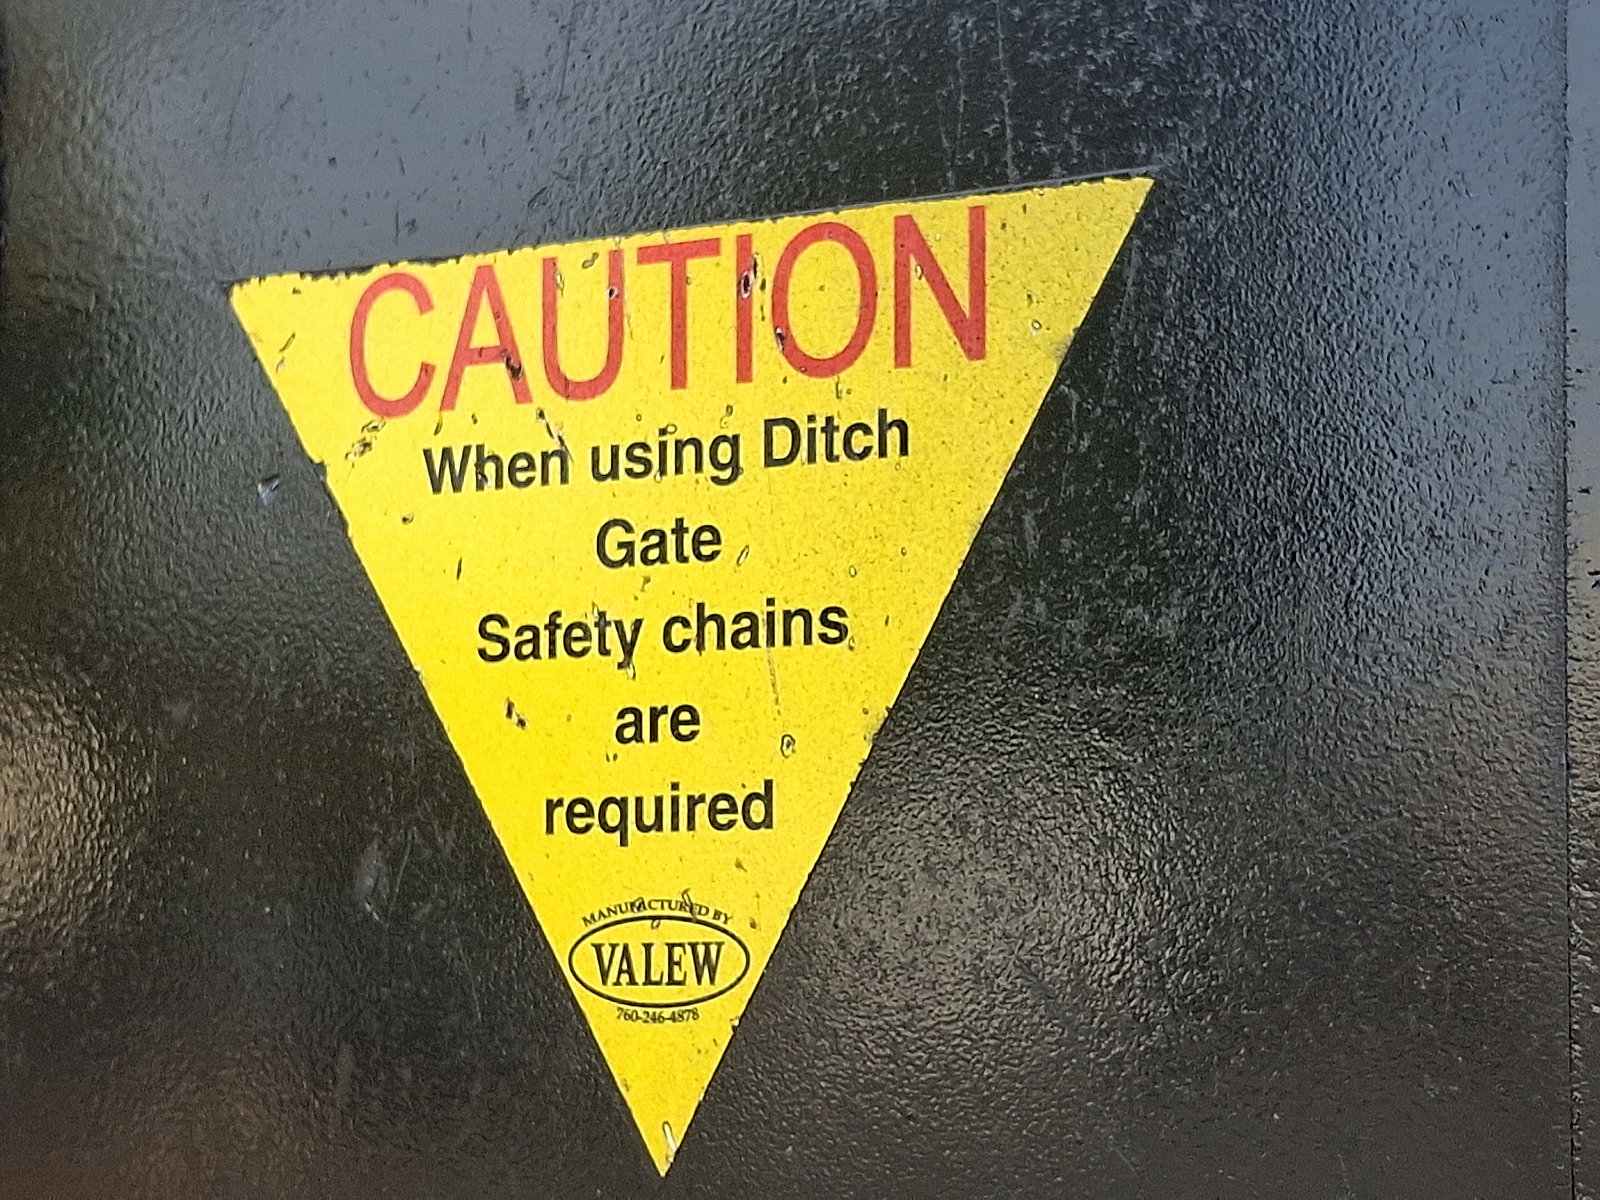 CAUTION
When using Ditch
Gate
Safety chains
are
required
MANUFACTURED BY
VALEW
760-246-4878